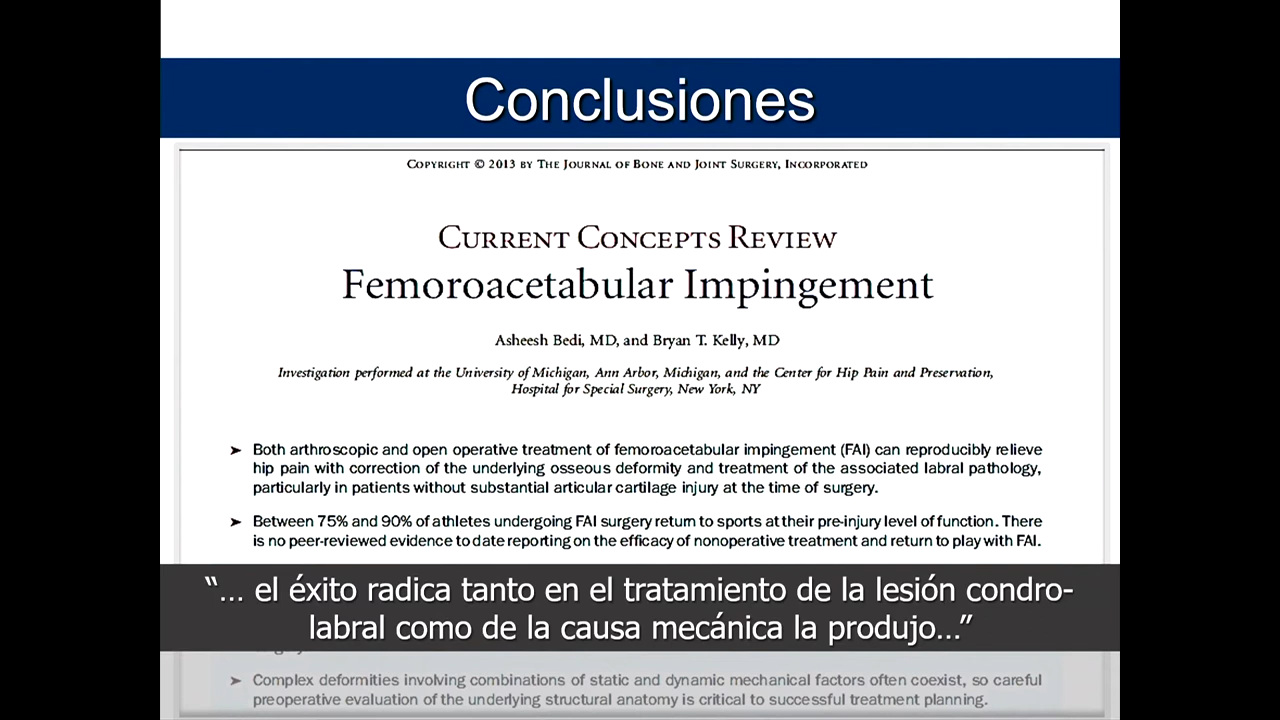 Conclusiones
COPYRIGHT © 2013 BY THE JOURNAL OF BONE AND JOINT SURGERY, INCORPORATED
CURRENT CONCEPTS REVIEW
Femoroacetabular Impingement
Asheesh Bedi, MD, and Bryan T. Kelly, MD
Investigation performed at the University of Michigan, Ann Arbor, Michigan, and the Center for Hip Pain and Preservation,
Hospital for Special Surgery, New York, NY
➤ Both arthroscopic and open operative treatment of femoroacetabular impingement (FAI) can reproducibly relieve
hip pain with correction of the underlying osseous deformity and treatment of the associated labral pathology,
particularly in patients without substantial articular cartilage injury at the time of surgery.
➤ Between 75% and 90% of athletes undergoing FAI surgery return to sports at their pre-injury level of function. There
is no peer-reviewed evidence to date reporting on the efficacy of nonoperative treatment and return to play with FAI.
“... el éxito radica tanto en el tratamiento de la lesión condro-
labral como de la causa mecánica la produjo...”
➤ Complex deformities involving combinations of static and dynamic mechanical factors often coexist, so careful
preoperative evaluation of the underlying structural anatomy is critical to successful treatment planning.